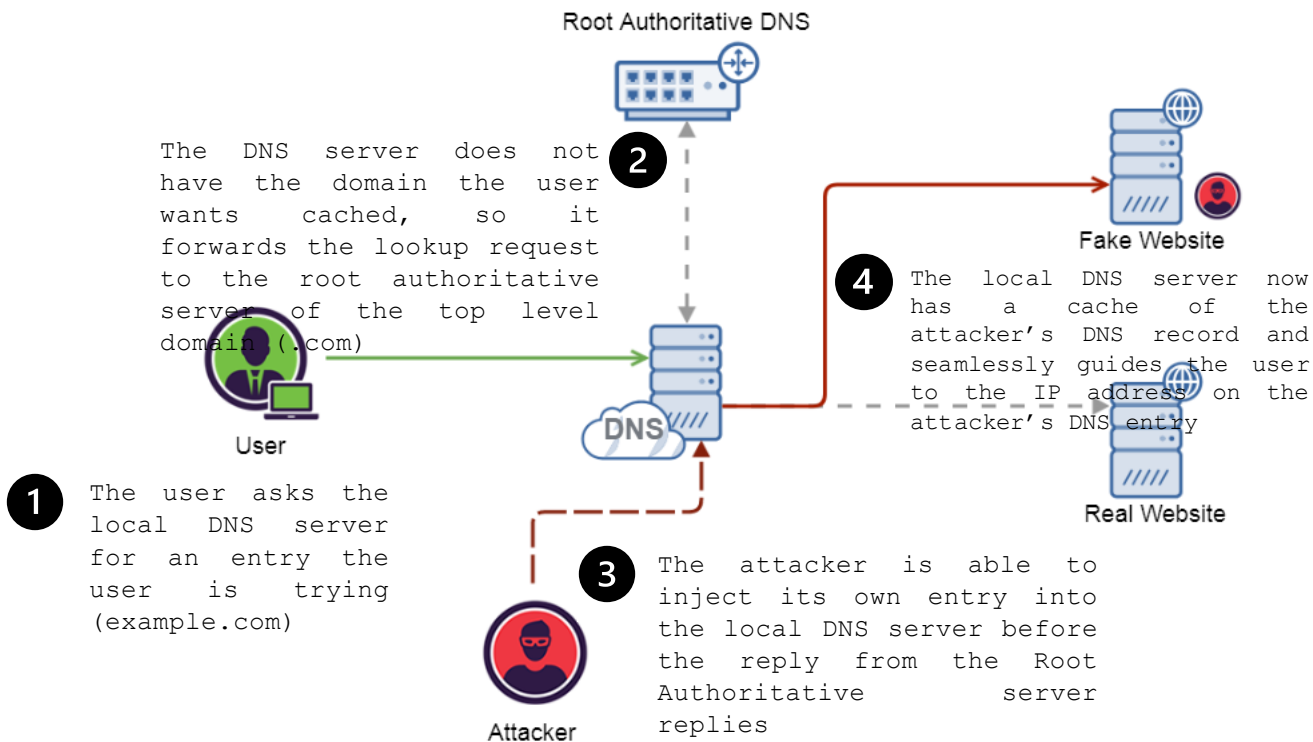 Root Authoritative DNS
2
The DNS server does not
have the domain the user
wants cached, so it
forwards the lookup request
to the root authoritative
server of the top level
domain (.com)
Fake Website
4
The local DNS server now
has a cache of the
attacker’s DNS record and
seamlessly guides the user
to the IP address on the
attacker’s DNS entry
DNS
User
Real Website
1
The user asks the
local DNS server
for an entry the
user is trying
(example.com)
3
The attacker is able to
inject its own entry into
the local DNS server before
the reply from the Root
Authoritative server
replies
Attacker